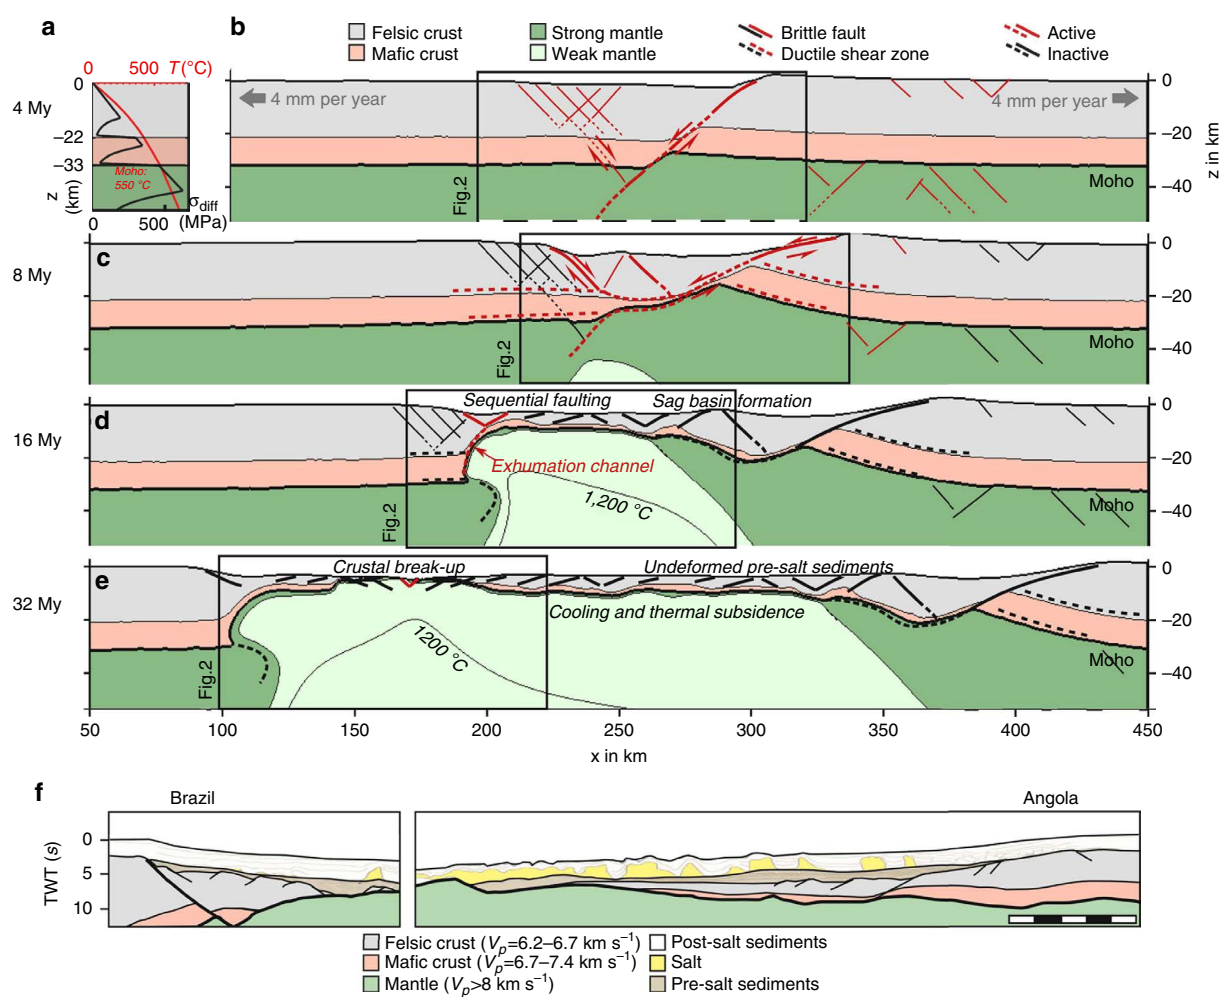 a
b
Felsic crust
Mafic crust
Strong mantle
Weak mantle
Brittle fault
Ductile shear zone
Active
Inactive
0 500 T (°C)
0
4 My
–22
–33
Moho:
550 °C
z
(km)
0 500
σdiff
(MPa)
4 mm per year
4 mm per year
Fig.2
Moho
0
–20
–40
z in km
c
8 My
Fig.2
Moho
0
–20
–40
d
16 My
Sequential faulting
Sag basin formation
Exhumation channel
1,200 °C
Fig.2
Moho
0
–20
–40
e
32 My
Crustal break-up
Undeformed pre-salt sediments
Cooling and thermal subsidence
1200 °C
Fig.2
Moho
0
–20
–40
50 100 150 200 250 300 350 400 450
x in km
f
Brazil
Angola
TWT (s)
0
5
10
Felsic crust (Vp=6.2–6.7 km s⁻¹)
Mafic crust (Vp=6.7–7.4 km s⁻¹)
Mantle (Vp>8 km s⁻¹)
Post-salt sediments
Salt
Pre-salt sediments